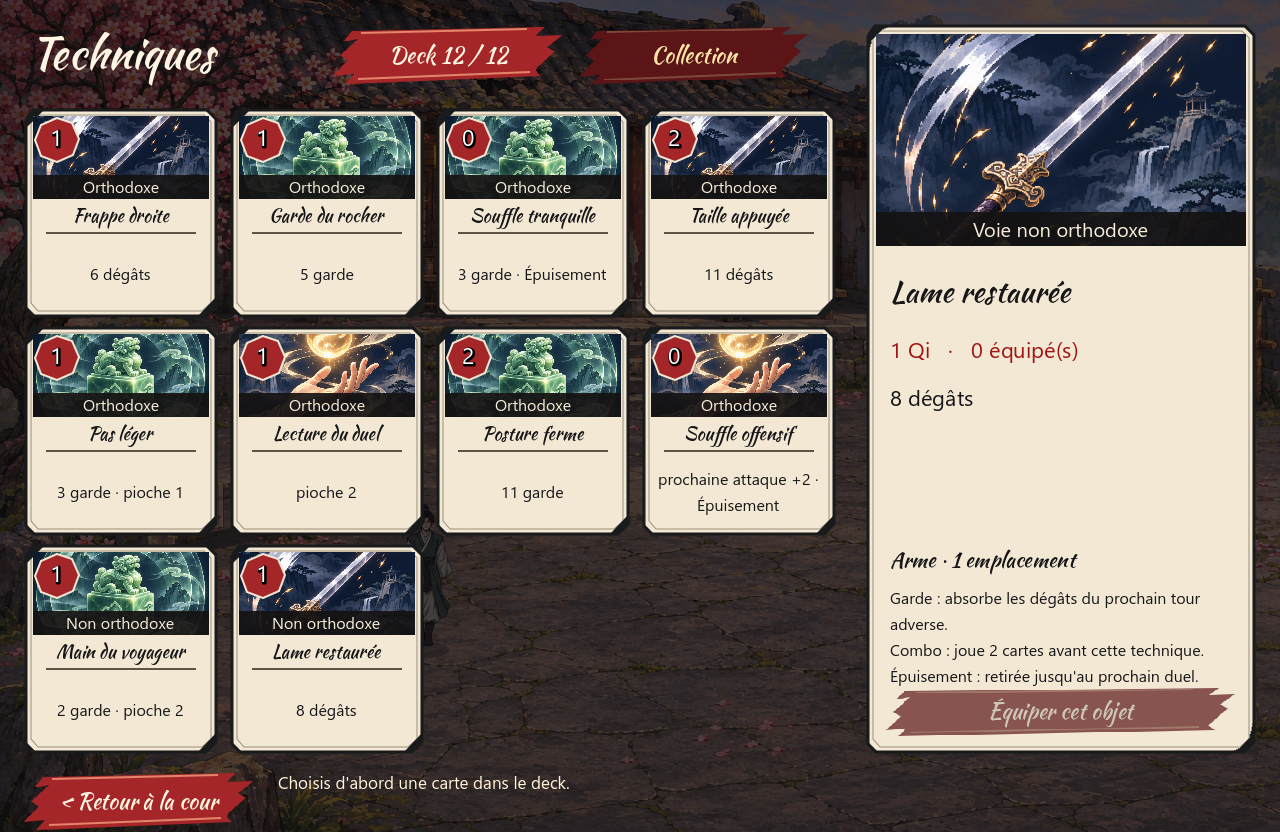 Techniques
Deck 12 / 12
Collection
1
Orthodoxe
Frappe droite
6 dégâts
1
Orthodoxe
Garde du rocher
5 garde
0
Orthodoxe
Souffle tranquille
3 garde · Épuisement
2
Orthodoxe
Taille appuyée
11 dégâts
1
Orthodoxe
Pas léger
3 garde · pioche 1
1
Orthodoxe
Lecture du duel
pioche 2
2
Orthodoxe
Posture ferme
11 garde
0
Orthodoxe
Souffle offensif
prochaine attaque +2 ·
Épuisement
1
Non orthodoxe
Main du voyageur
2 garde · pioche 2
1
Non orthodoxe
Lame restaurée
8 dégâts
Voie non orthodoxe
Lame restaurée
1 Qi · 0 équipé(s)
8 dégâts
Arme · 1 emplacement
Garde : absorbe les dégâts du prochain tour
adverse.
Combo : joue 2 cartes avant cette technique.
Épuisement : retirée jusqu'au prochain duel.
Équiper cet objet
< Retour à la cour
Choisis d'abord une carte dans le deck.